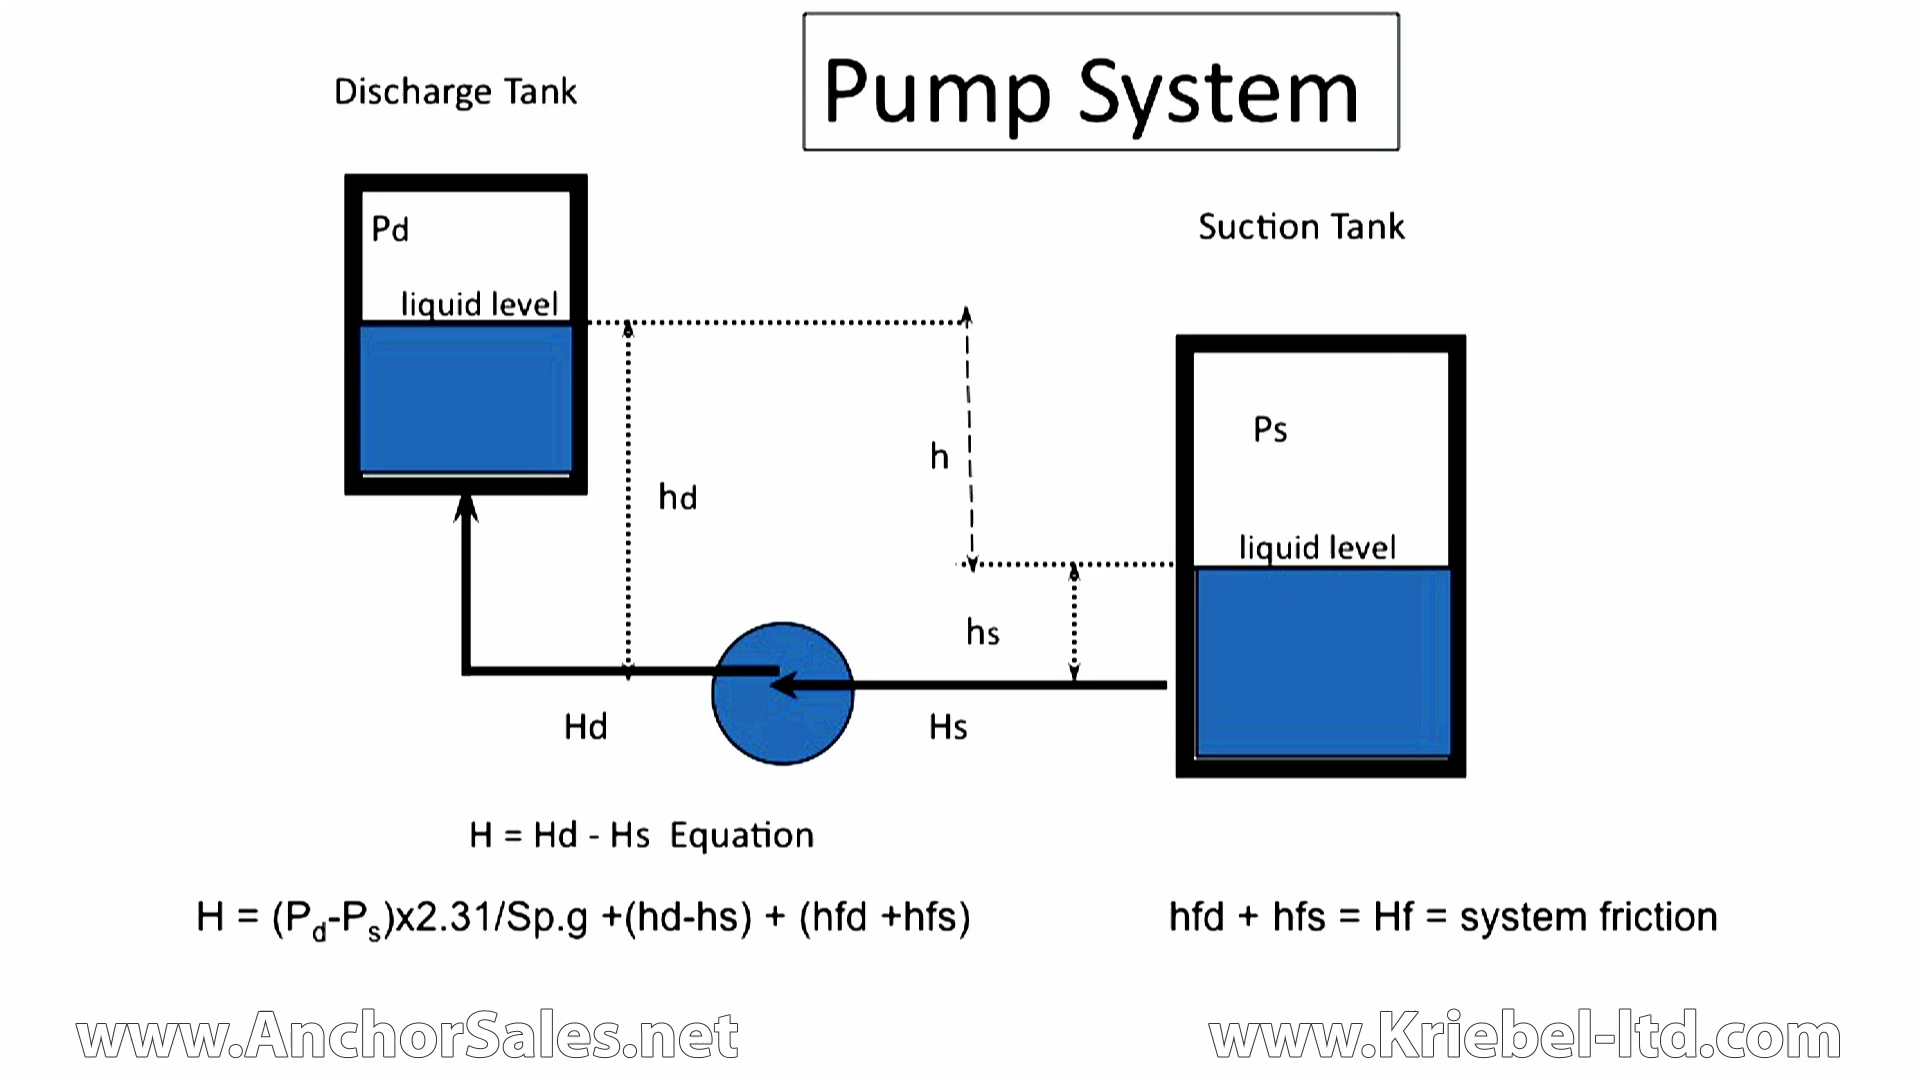 Pump System
Discharge Tank
Suction Tank
Pd
liquid level
Ps
h
hd
liquid level
hs
Hd
Hs
H = Hd - Hs Equation
H = (Pd-Ps)x2.31/Sp.g +(hd-hs) + (hfd +hfs)
hfd + hfs = Hf = system friction
www.AnchorSales.net
www.Kriebel-ltd.com